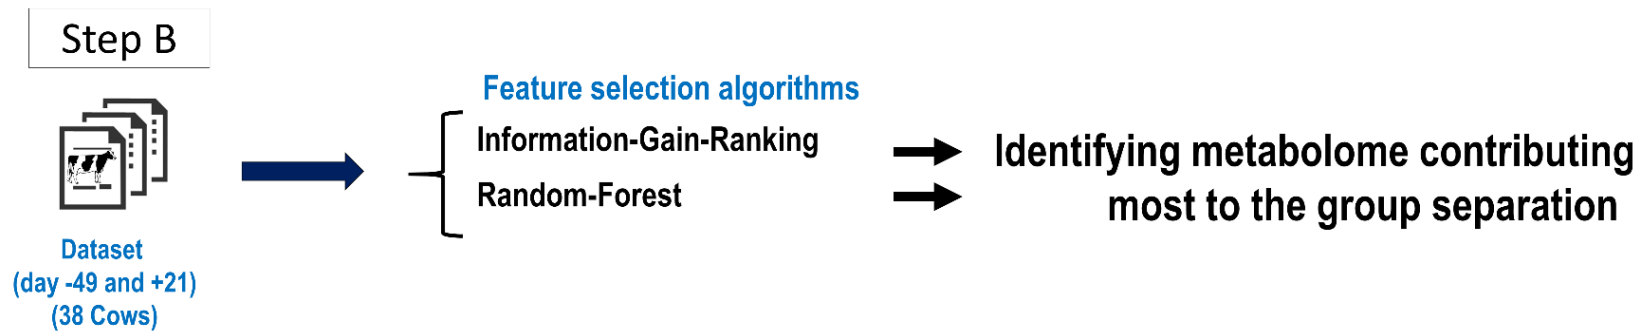 Step B
Feature selection algorithms
Information-Gain-Ranking
Random-Forest
Identifying metabolome contributing
most to the group separation
Dataset
(day -49 and +21)
(38 Cows)